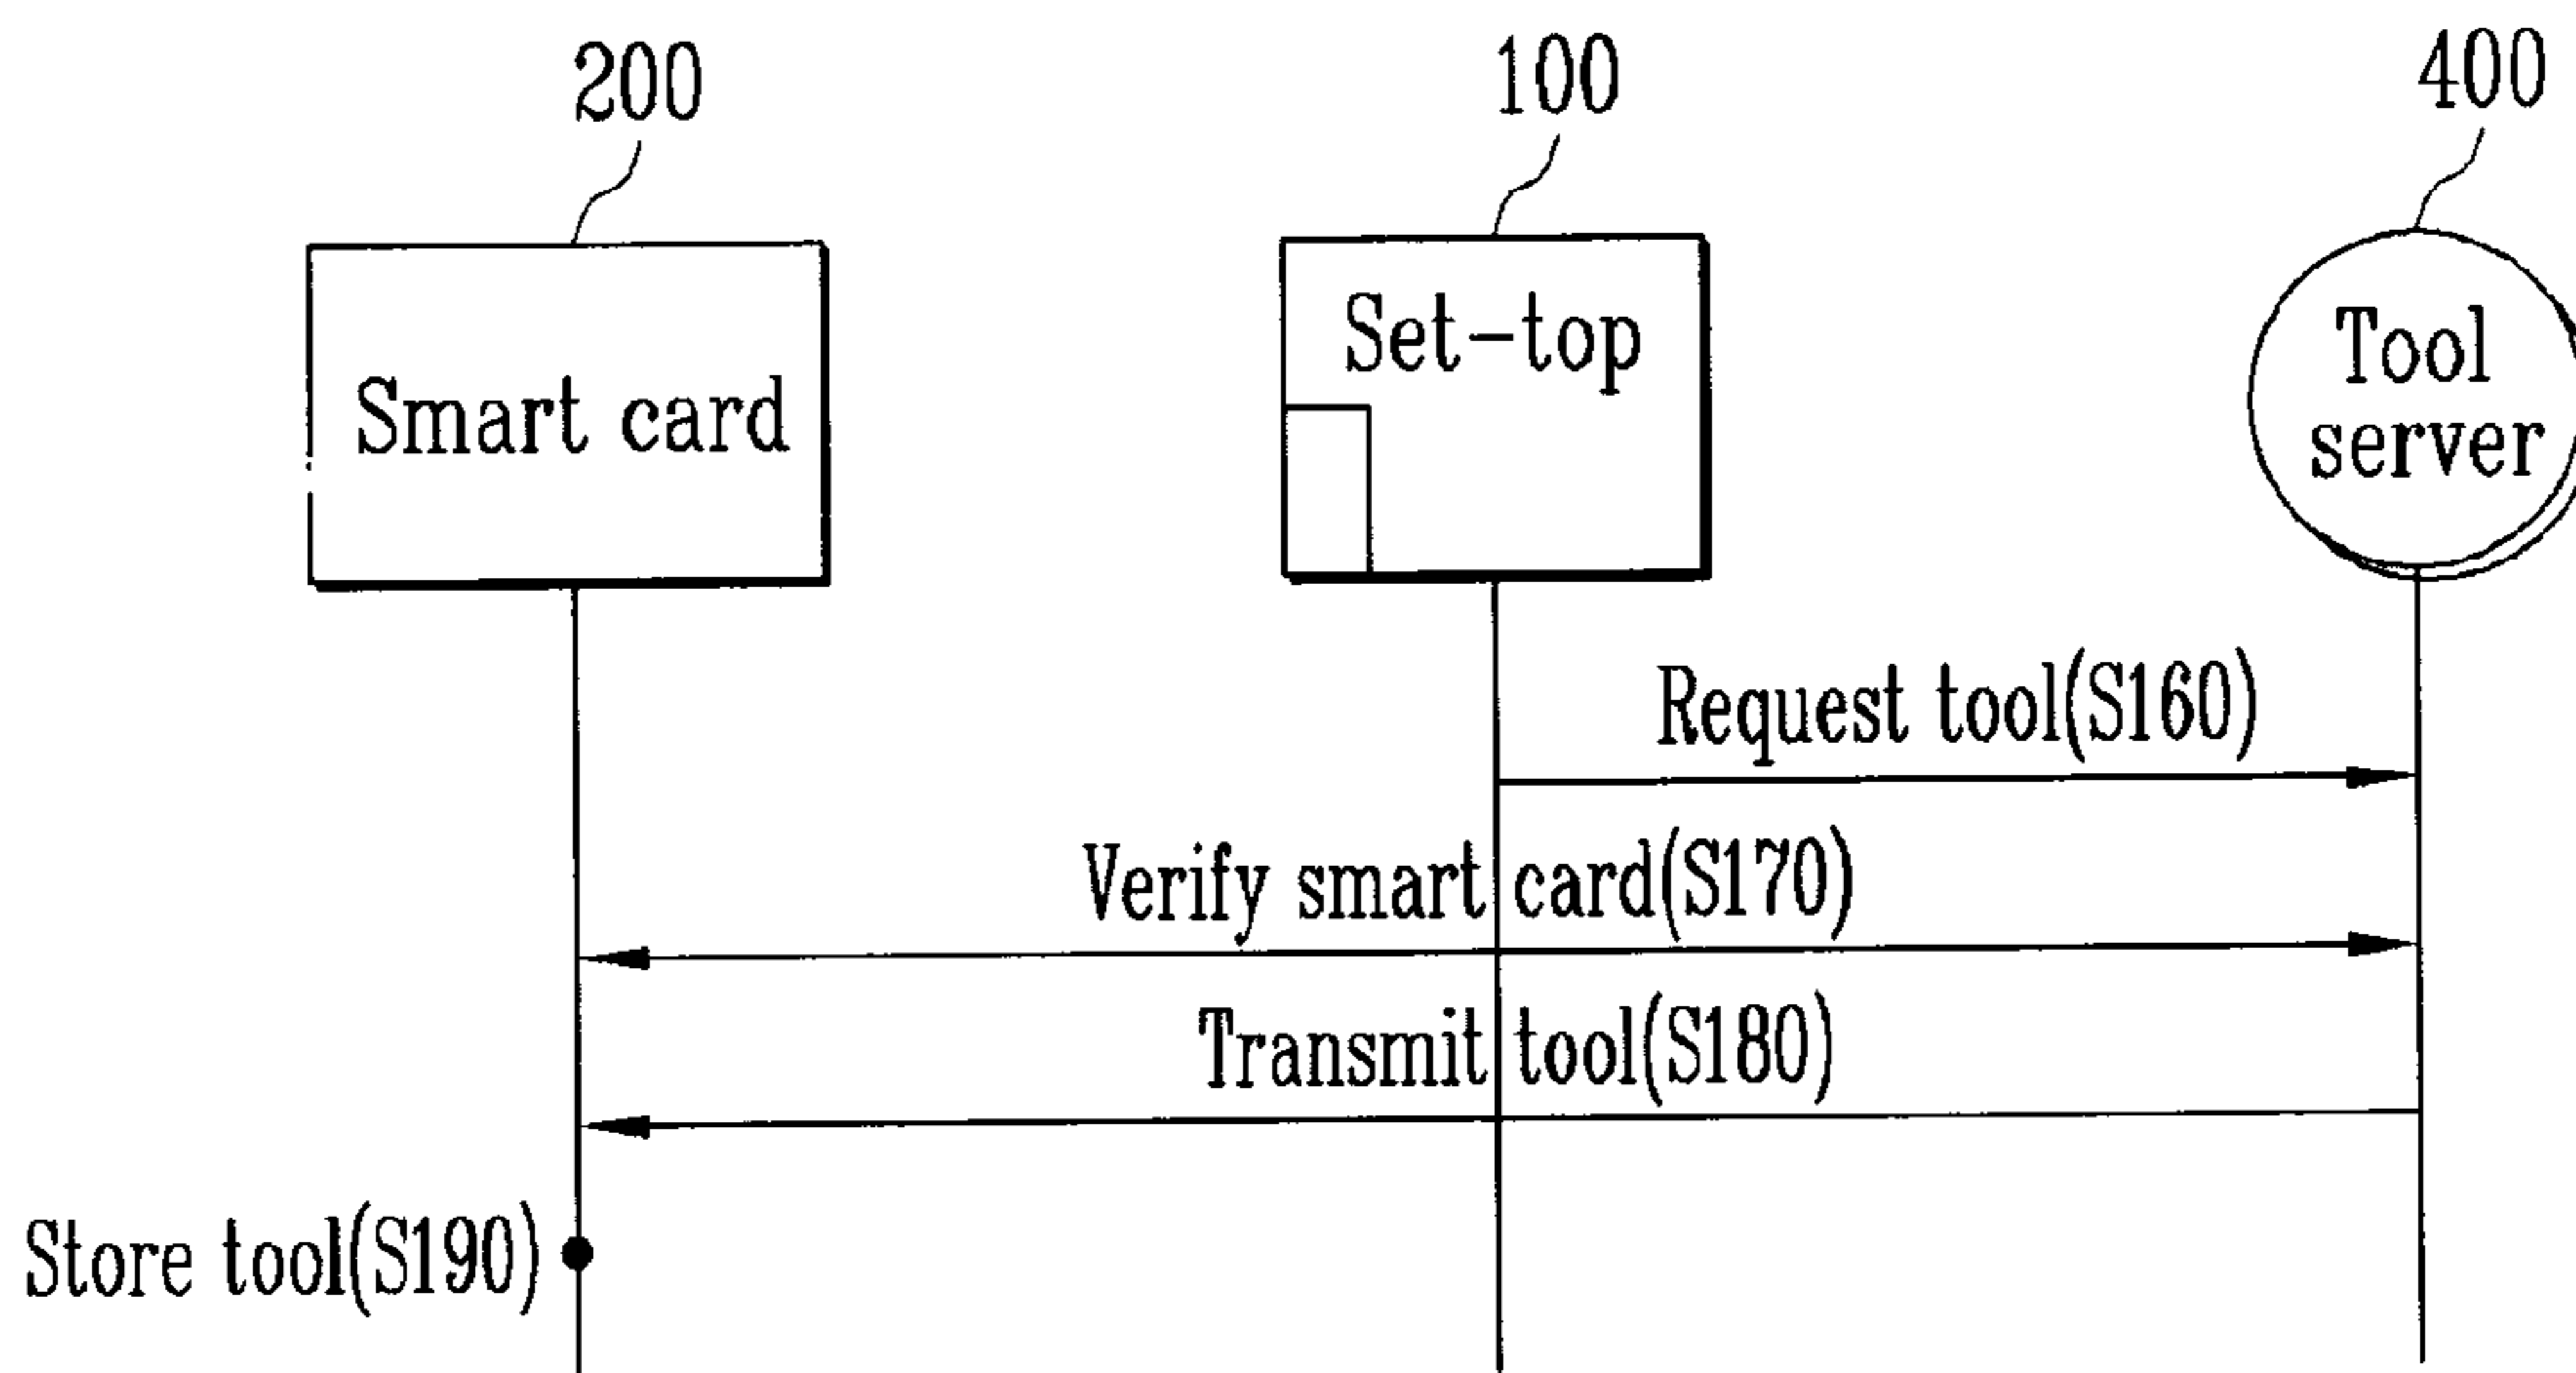 200
100
400
Smart card
Set-top
Tool
server
Request tool(S160)
Verify smart card(S170)
Transmit tool(S180)
Store tool(S190)